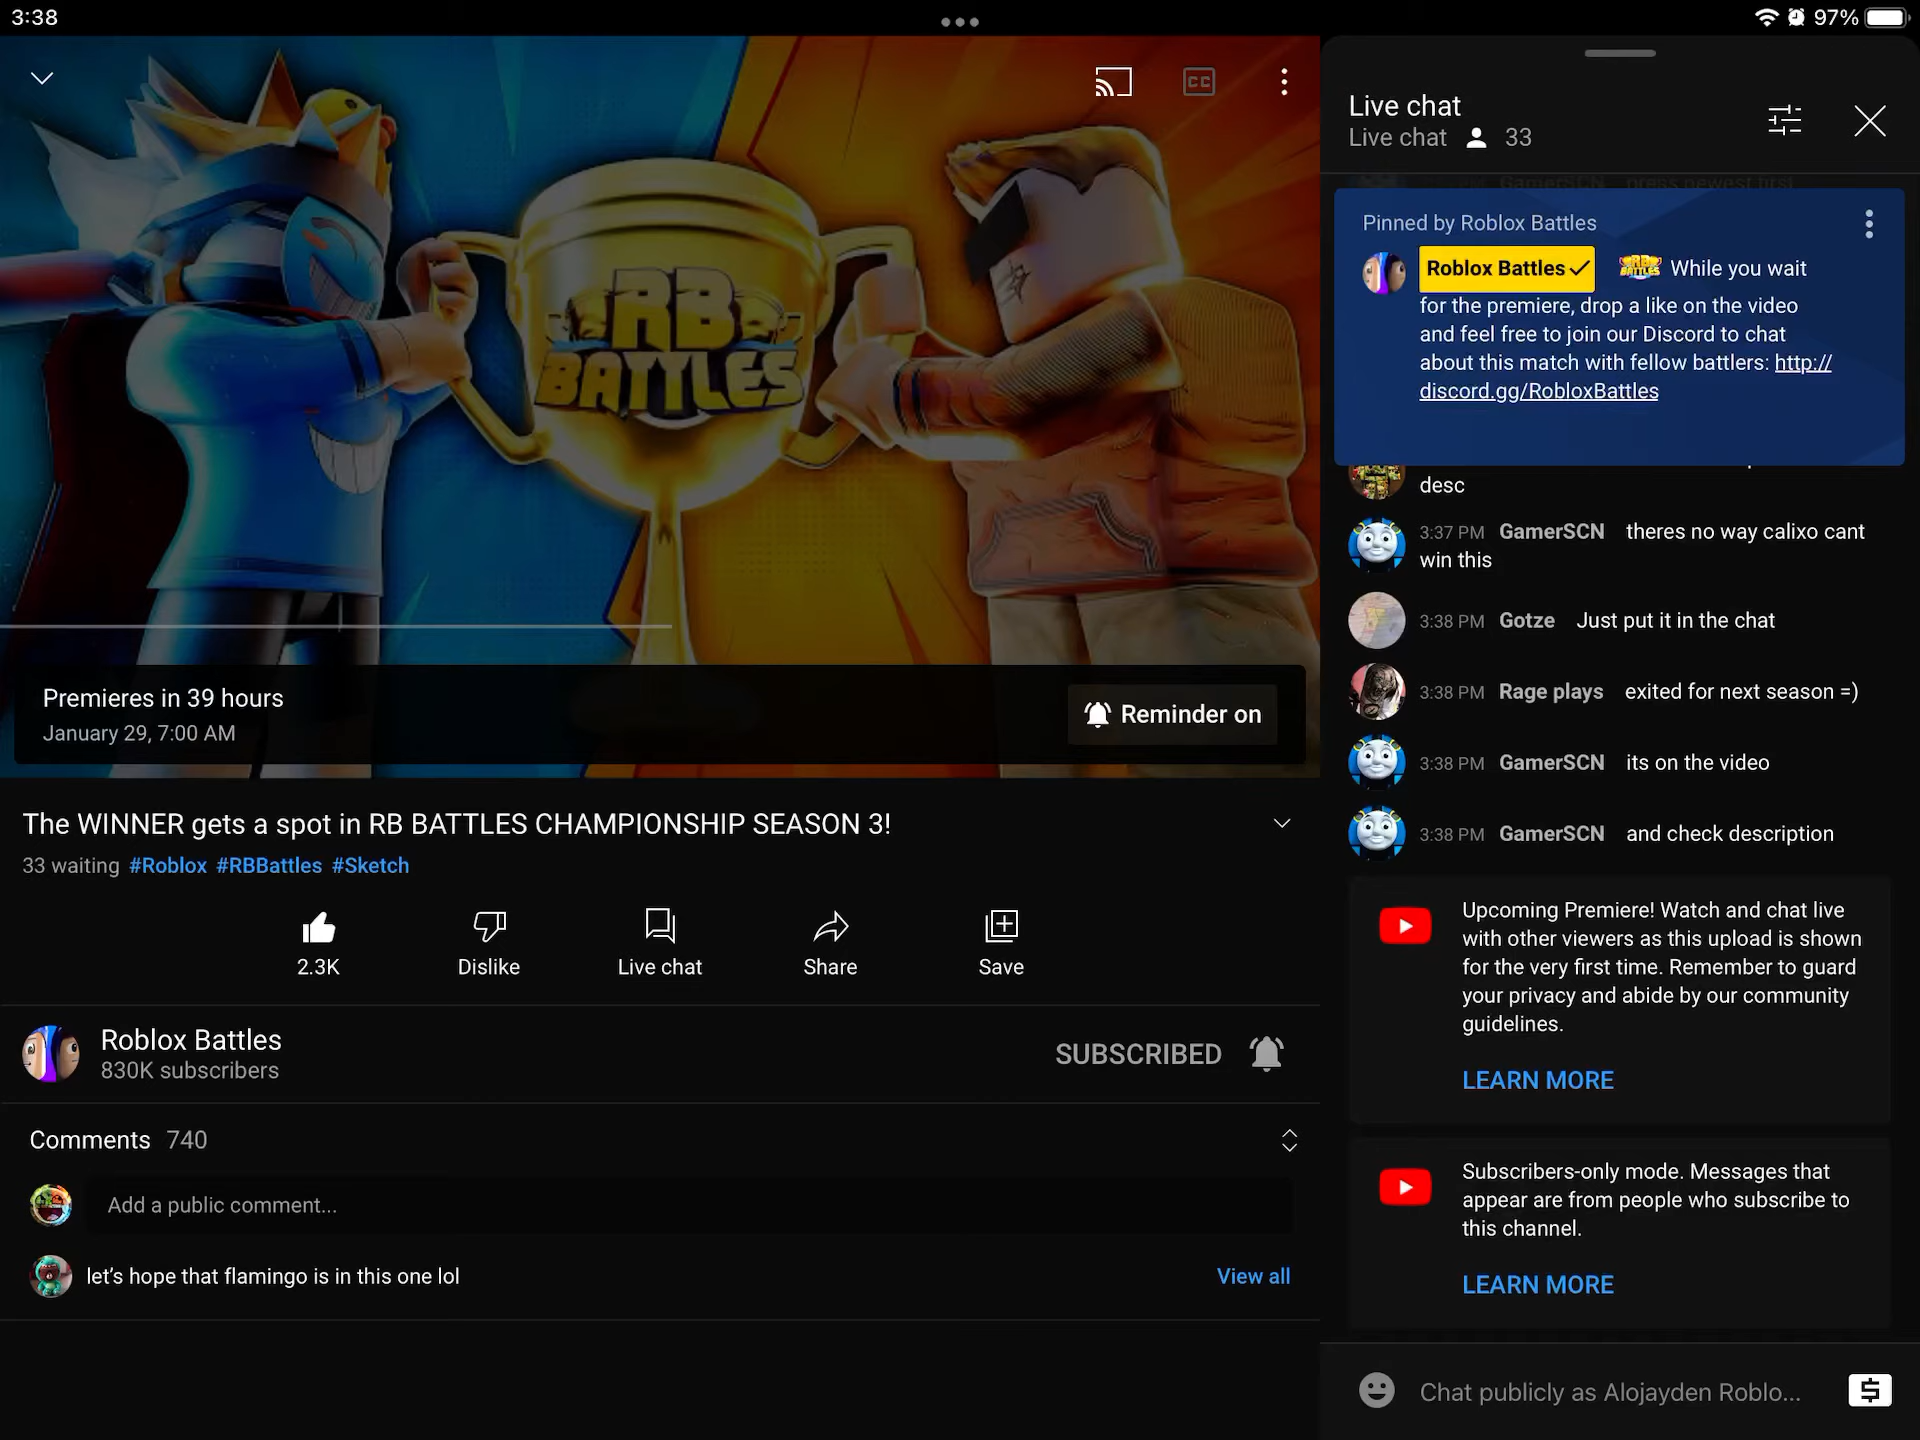 3:38
97%
CC
RB
BATTLES
Premieres in 39 hours
January 29, 7:00 AM
Reminder on
The WINNER gets a spot in RB BATTLES CHAMPIONSHIP SEASON 3!
33 waiting #Roblox #RBBattles #Sketch
2.3K
Dislike
Live chat
Share
Save
Roblox Battles
830K subscribers
SUBSCRIBED
Comments 740
Add a public comment...
let's hope that flamingo is in this one lol
View all
Live chat
Live chat 33
GamerSCN press newest first
Pinned by Roblox Battles
Roblox Battles RB BATTLES While you wait
for the premiere, drop a like on the video
and feel free to join our Discord to chat
about this match with fellow battlers: http://
discord.gg/RobloxBattles
desc
3:37 PM GamerSCN theres no way calixo cant
win this
3:38 PM Gotze Just put it in the chat
3:38 PM Rage plays exited for next season =)
3:38 PM GamerSCN its on the video
3:38 PM GamerSCN and check description
Upcoming Premiere! Watch and chat live
with other viewers as this upload is shown
for the very first time. Remember to guard
your privacy and abide by our community
guidelines.
LEARN MORE
Subscribers-only mode. Messages that
appear are from people who subscribe to
this channel.
LEARN MORE
Chat publicly as Alojayden Roblo...